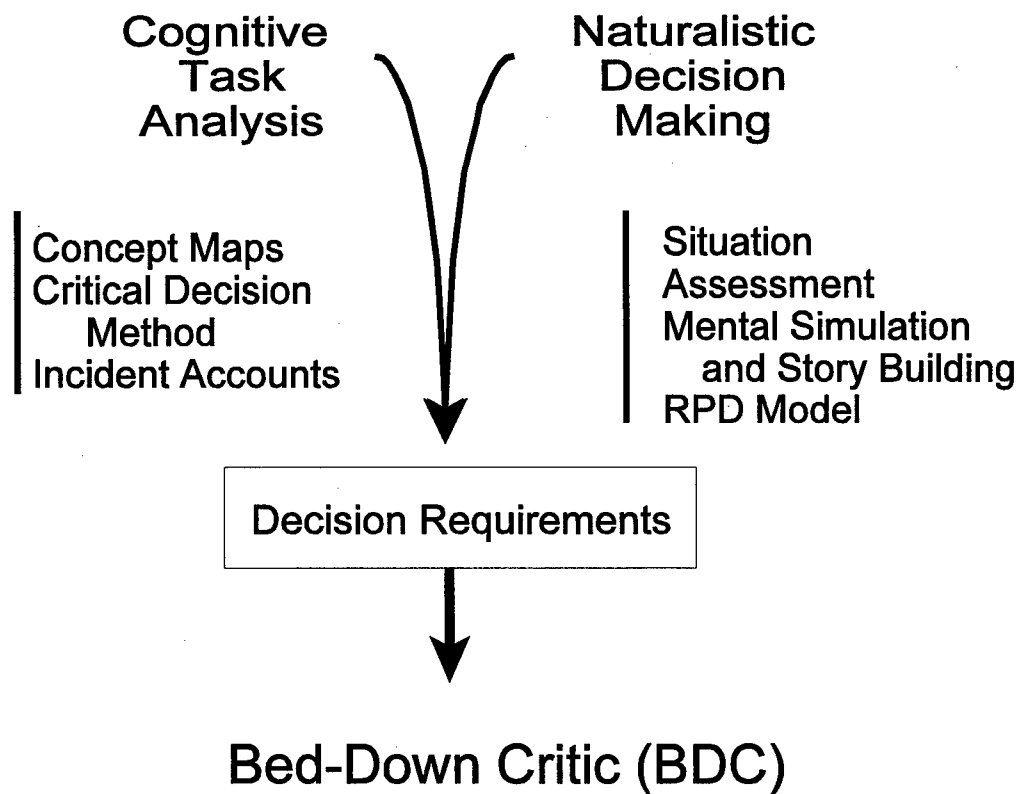 Cognitive
Task
Analysis
Naturalistic
Decision
Making
Concept Maps
Critical Decision
Method
Incident Accounts
Situation
Assessment
Mental Simulation
and Story Building
RPD Model
Decision Requirements
Bed-Down Critic (BDC)